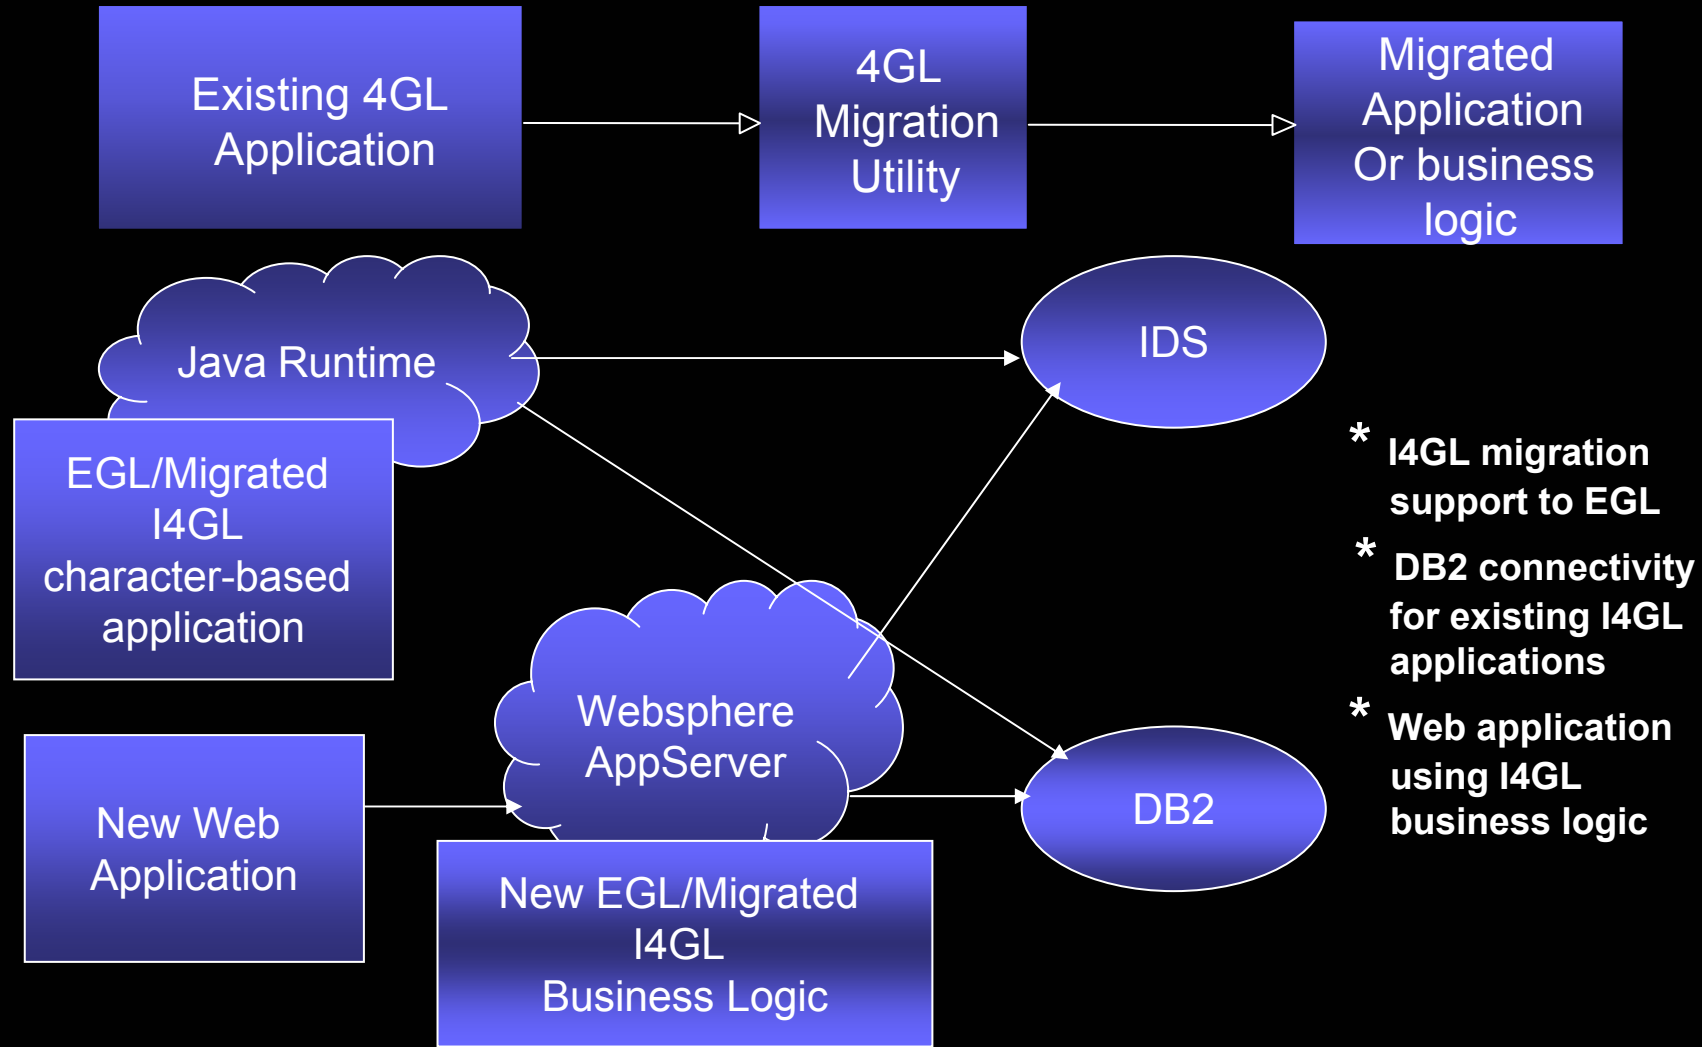 Existing 4GL
Application
4GL
Migration
Utility
Migrated
Application
Or business
logic
Java Runtime
IDS
EGL/Migrated
I4GL
character-based
application
* I4GL migration
support to EGL
* DB2 connectivity
for existing I4GL
applications
* Web application
using I4GL
business logic
Websphere
AppServer
DB2
New Web
Application
New EGL/Migrated
I4GL
Business Logic